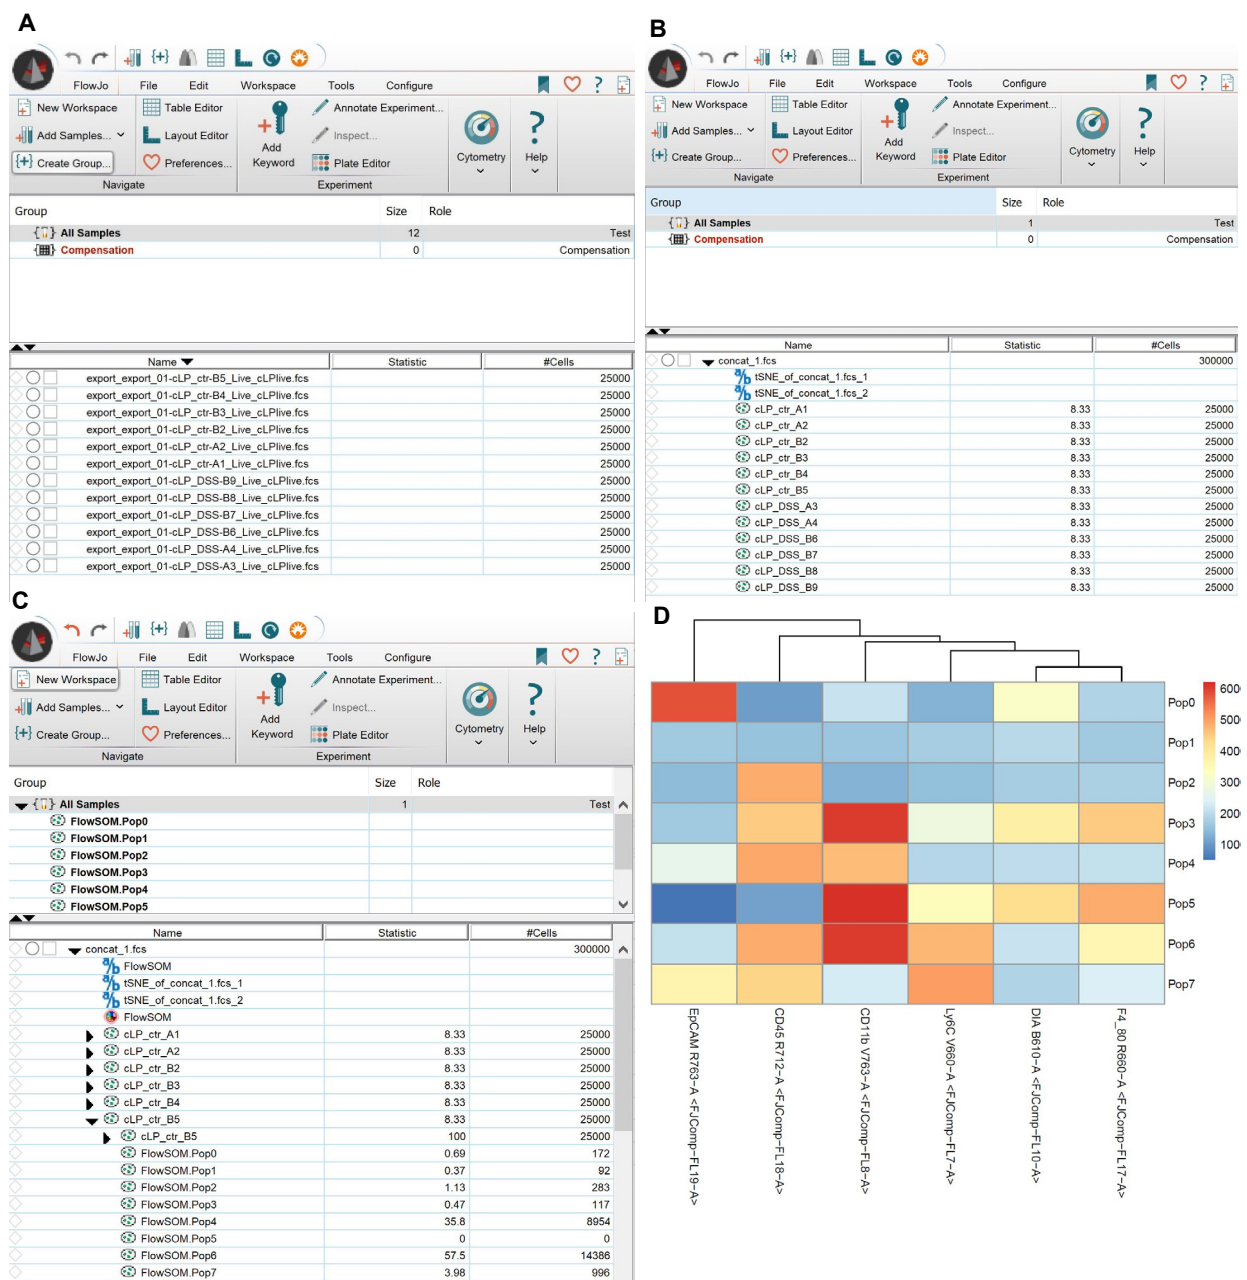 A
FlowJo File Edit Workspace Tools Configure
New Workspace Table Editor Annotate Experiment...
Add Samples... Layout Editor Add Keyword Inspect... Cytometry Help
{+} Create Group... Preferences... Plate Editor
Navigate Experiment
Group Size Role
All Samples 12 Test
Compensation 0 Compensation
Name Statistic #Cells
export_export_01-cLP_ctr-B5_Live_cLPlive.fcs 25000
export_export_01-cLP_ctr-B4_Live_cLPlive.fcs 25000
export_export_01-cLP_ctr-B3_Live_cLPlive.fcs 25000
export_export_01-cLP_ctr-B2_Live_cLPlive.fcs 25000
export_export_01-cLP_ctr-A2_Live_cLPlive.fcs 25000
export_export_01-cLP_ctr-A1_Live_cLPlive.fcs 25000
export_export_01-cLP_DSS-B9_Live_cLPlive.fcs 25000
export_export_01-cLP_DSS-B8_Live_cLPlive.fcs 25000
export_export_01-cLP_DSS-B7_Live_cLPlive.fcs 25000
export_export_01-cLP_DSS-B6_Live_cLPlive.fcs 25000
export_export_01-cLP_DSS-A4_Live_cLPlive.fcs 25000
export_export_01-cLP_DSS-A3_Live_cLPlive.fcs 25000
B
FlowJo File Edit Workspace Tools Configure
New Workspace Table Editor Annotate Experiment...
Add Samples... Layout Editor Add Keyword Inspect... Cytometry Help
{+} Create Group... Preferences... Plate Editor
Navigate Experiment
Group Size Role
All Samples 1 Test
Compensation 0 Compensation
Name Statistic #Cells
concat_1.fcs 300000
a/b tSNE_of_concat_1.fcs_1
a/b tSNE_of_concat_1.fcs_2
cLP_ctr_A1 8.33 25000
cLP_ctr_A2 8.33 25000
cLP_ctr_B2 8.33 25000
cLP_ctr_B3 8.33 25000
cLP_ctr_B4 8.33 25000
cLP_ctr_B5 8.33 25000
cLP_DSS_A3 8.33 25000
cLP_DSS_A4 8.33 25000
cLP_DSS_B6 8.33 25000
cLP_DSS_B7 8.33 25000
cLP_DSS_B8 8.33 25000
cLP_DSS_B9 8.33 25000
C
FlowJo File Edit Workspace Tools Configure
New Workspace Table Editor Annotate Experiment...
Add Samples... Layout Editor Add Keyword Inspect... Cytometry Help
{+} Create Group... Preferences... Plate Editor
Navigate Experiment
Group Size Role
All Samples 1 Test
FlowSOM.Pop0
FlowSOM.Pop1
FlowSOM.Pop2
FlowSOM.Pop3
FlowSOM.Pop4
FlowSOM.Pop5
Name Statistic #Cells
concat_1.fcs 300000
a/b FlowSOM
a/b tSNE_of_concat_1.fcs_1
a/b tSNE_of_concat_1.fcs_2
FlowSOM
cLP_ctr_A1 8.33 25000
cLP_ctr_A2 8.33 25000
cLP_ctr_B2 8.33 25000
cLP_ctr_B3 8.33 25000
cLP_ctr_B4 8.33 25000
cLP_ctr_B5 8.33 25000
cLP_ctr_B5 100 25000
FlowSOM.Pop0 0.69 172
FlowSOM.Pop1 0.37 92
FlowSOM.Pop2 1.13 283
FlowSOM.Pop3 0.47 117
FlowSOM.Pop4 35.8 8954
FlowSOM.Pop5 0 0
FlowSOM.Pop6 57.5 14386
FlowSOM.Pop7 3.98 996
D
Pop0
Pop1
Pop2
Pop3
Pop4
Pop5
Pop6
Pop7
EpCAM R763-A <FJComp-FL19-A>
CD45 R712-A <FJComp-FL18-A>
CD11b V763-A <FJComp-FL8-A>
Ly6C V660-A <FJComp-FL7-A>
DIA B610-A <FJComp-FL10-A>
F4_80 R660-A <FJComp-FL17-A>